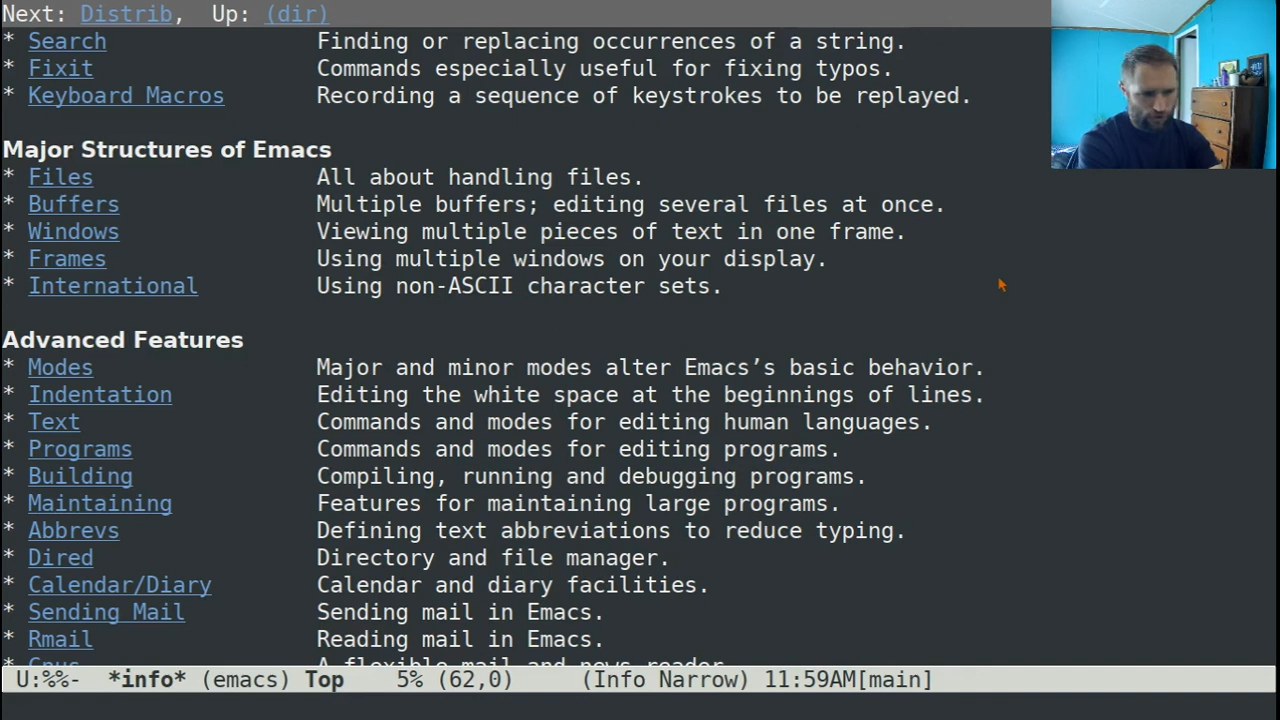 Next: Distrib,  Up: (dir)
* Search                Finding or replacing occurrences of a string.
* Fixit                 Commands especially useful for fixing typos.
* Keyboard Macros       Recording a sequence of keystrokes to be replayed.
Major Structures of Emacs
* Files                 All about handling files.
* Buffers               Multiple buffers; editing several files at once.
* Windows               Viewing multiple pieces of text in one frame.
* Frames                Using multiple windows on your display.
* International         Using non-ASCII character sets.
Advanced Features
* Modes                 Major and minor modes alter Emacs’s basic behavior.
* Indentation           Editing the white space at the beginnings of lines.
* Text                  Commands and modes for editing human languages.
* Programs              Commands and modes for editing programs.
* Building              Compiling, running and debugging programs.
* Maintaining           Features for maintaining large programs.
* Abbrevs               Defining text abbreviations to reduce typing.
* Dired                 Directory and file manager.
* Calendar/Diary        Calendar and diary facilities.
* Sending Mail          Sending mail in Emacs.
* Rmail                 Reading mail in Emacs.
* Gnus                  A flexible mail and news reader.
U:%%-  *info* (emacs) Top    5% (62,0)     (Info Narrow) 11:59AM[main]